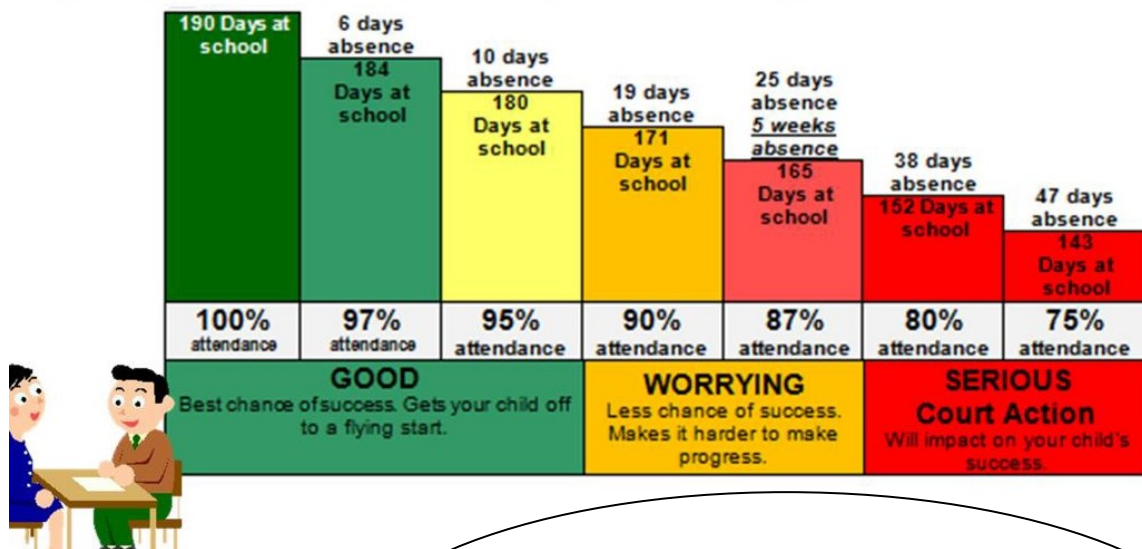 190 Days at
school
6 days
absence
184
Days at
school
10 days
absence
180
Days at
school
19 days
absence
171
Days at
school
25 days
absence
5 weeks
absence
165
Days at
school
38 days
absence
152 Days at
school
47 days
absence
143
Days at
school
100%
attendance
97%
attendance
95%
attendance
90%
attendance
87%
attendance
80%
attendance
75%
attendance
GOOD
Best chance of success. Gets your child off
to a flying start.
WORRYING
Less chance of success.
Makes it harder to make
progress.
SERIOUS
Court Action
Will impact on your child's
success.